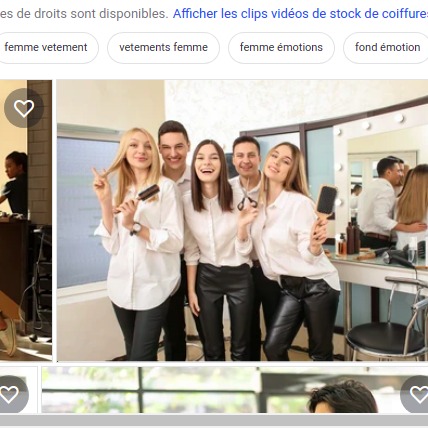 es de droits sont disponibles. Afficher les clips vidéos de stock de coiffure
femme vetement vetements femme femme émotions fond émotion